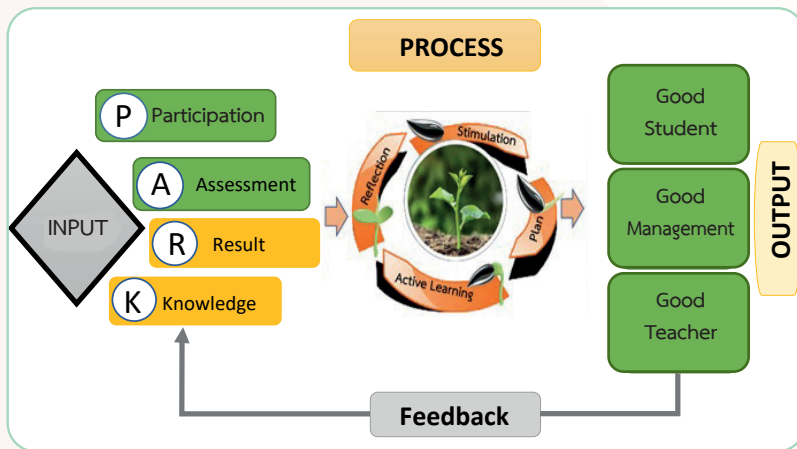 PROCESS
INPUT
P Participation
A Assessment
R Result
K Knowledge
Stimulation
Plan
Active Learning
Reflection
Good
Student
Good
Management
Good
Teacher
OUTPUT
Feedback